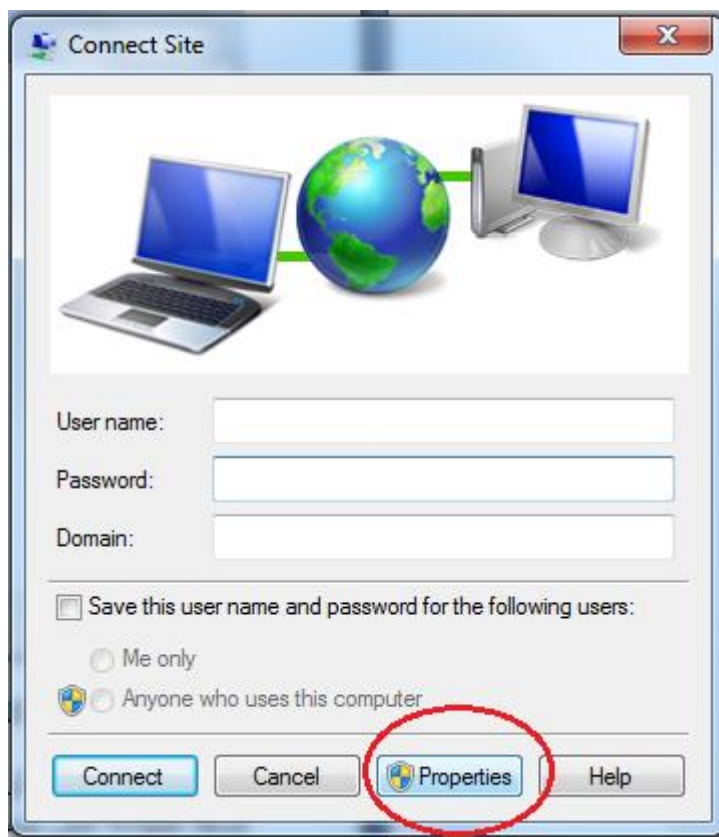 Connect Site
User name:
Password:
Domain:
Save this user name and password for the following users:
Me only
Anyone who uses this computer
Connect Cancel Properties Help